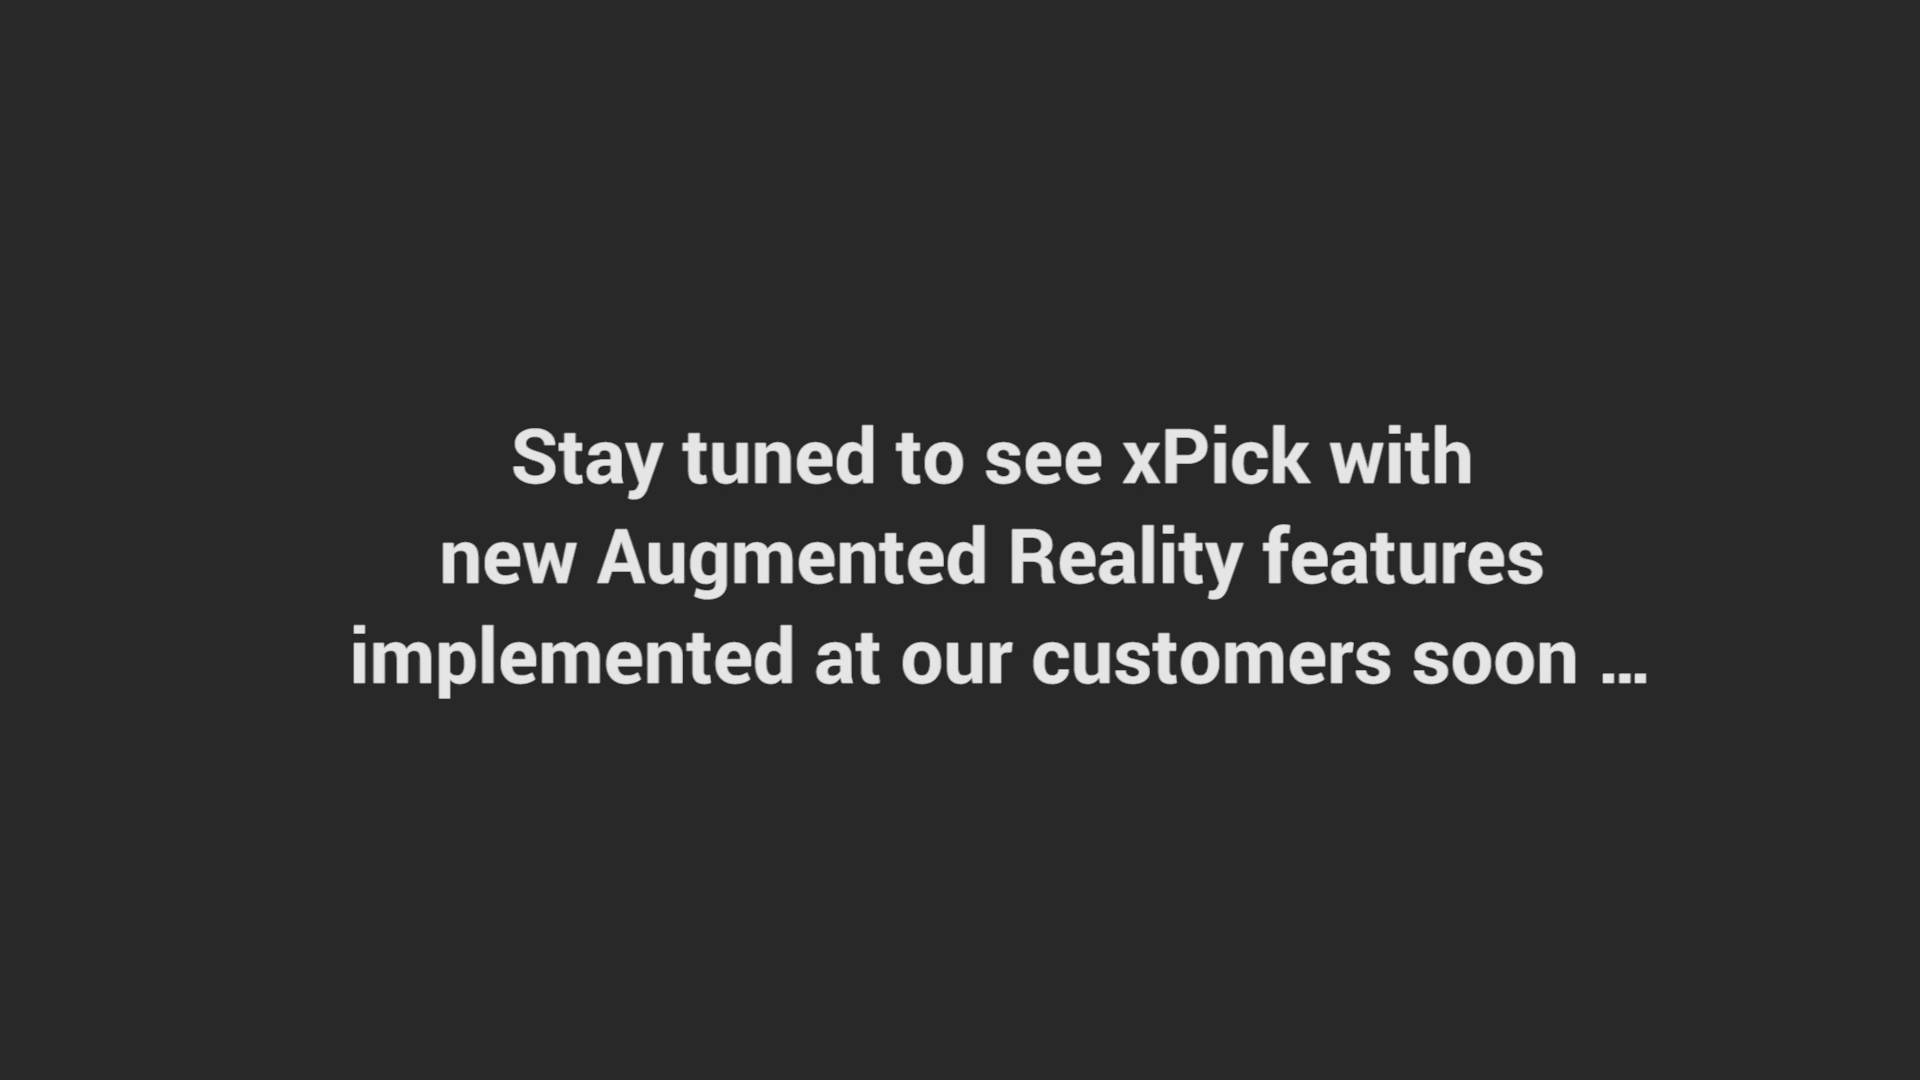 Stay tuned to see xPick with
new Augmented Reality features
implemented at our customers soon ...